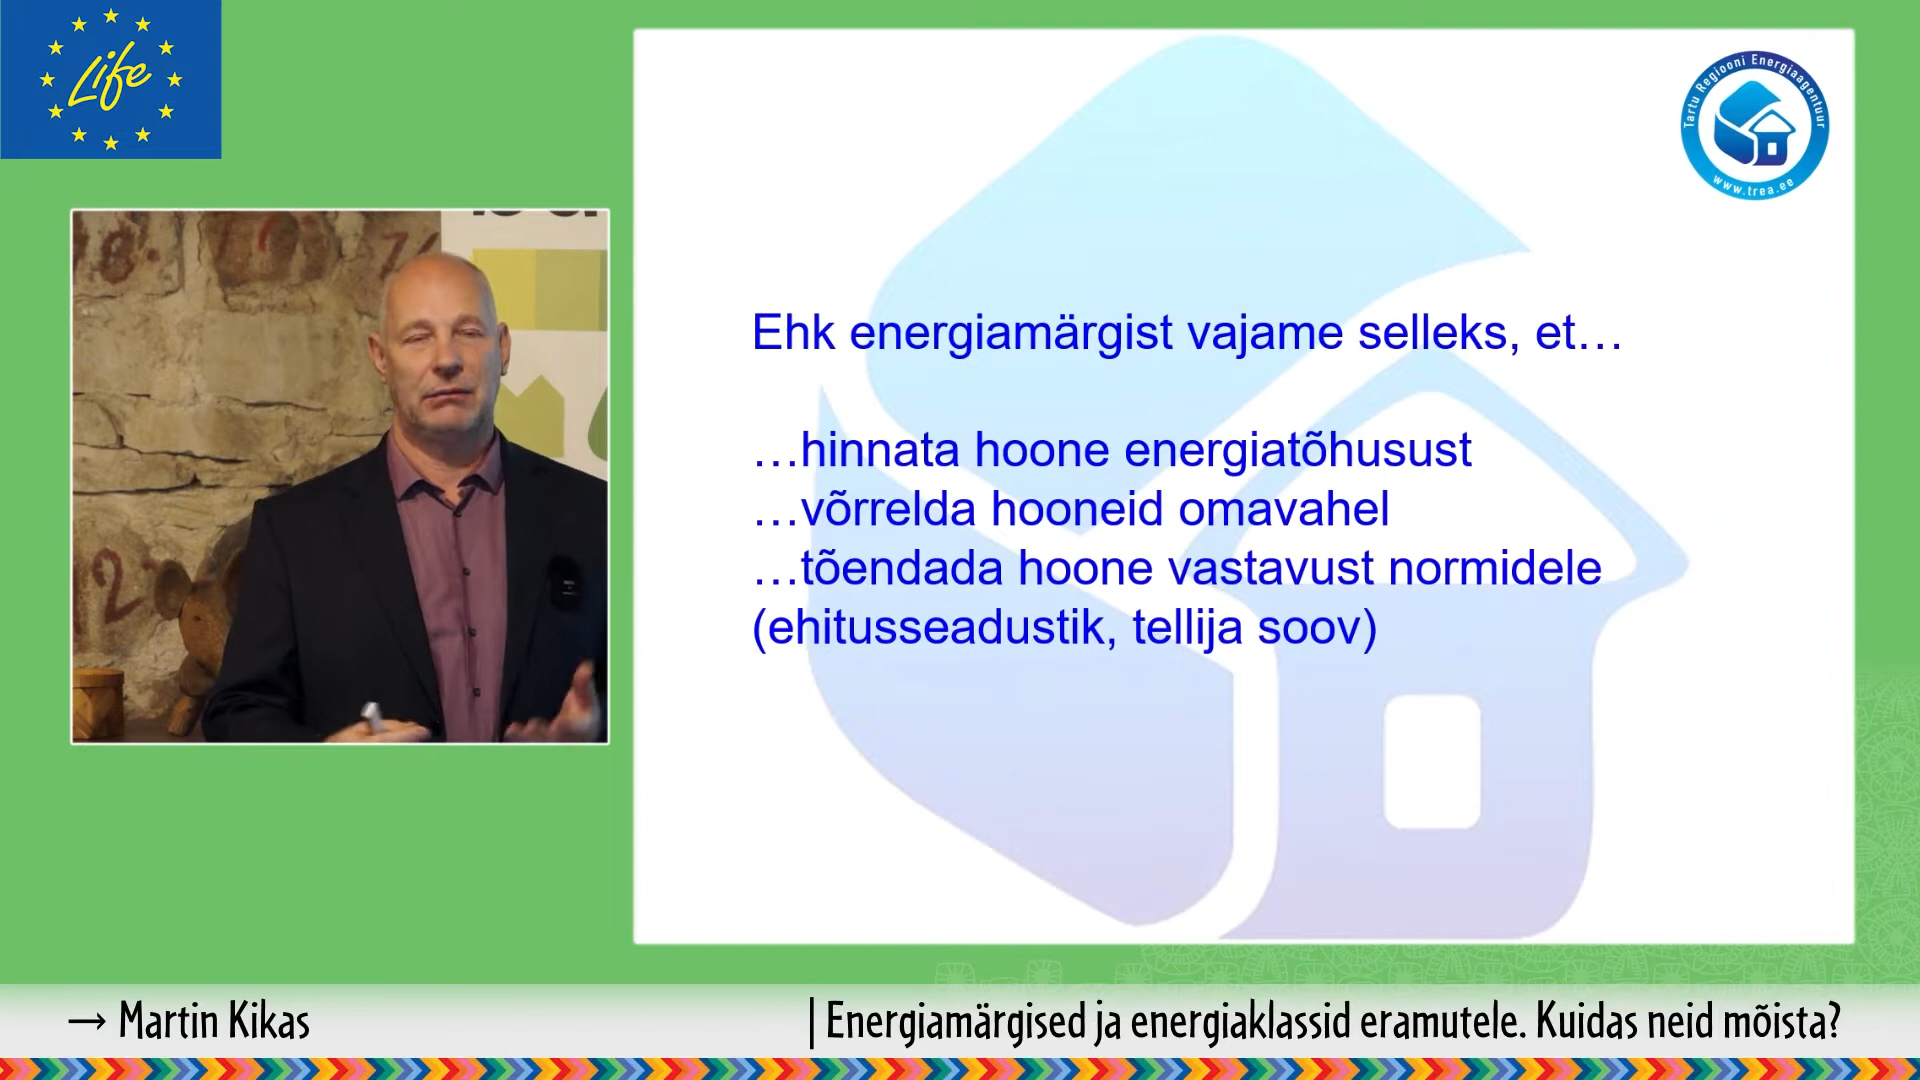 Life
Tartu Regiooni Energiaagentuur
www.trea.ee
Ehk energiamärgist vajame selleks, et…
…hinnata hoone energiatõhusust
…võrrelda hooneid omavahel
…tõendada hoone vastavust normidele
(ehitusseadustik, tellija soov)
→ Martin Kikas
| Energiamärgised ja energiaklassid eramutele. Kuidas neid mõista?